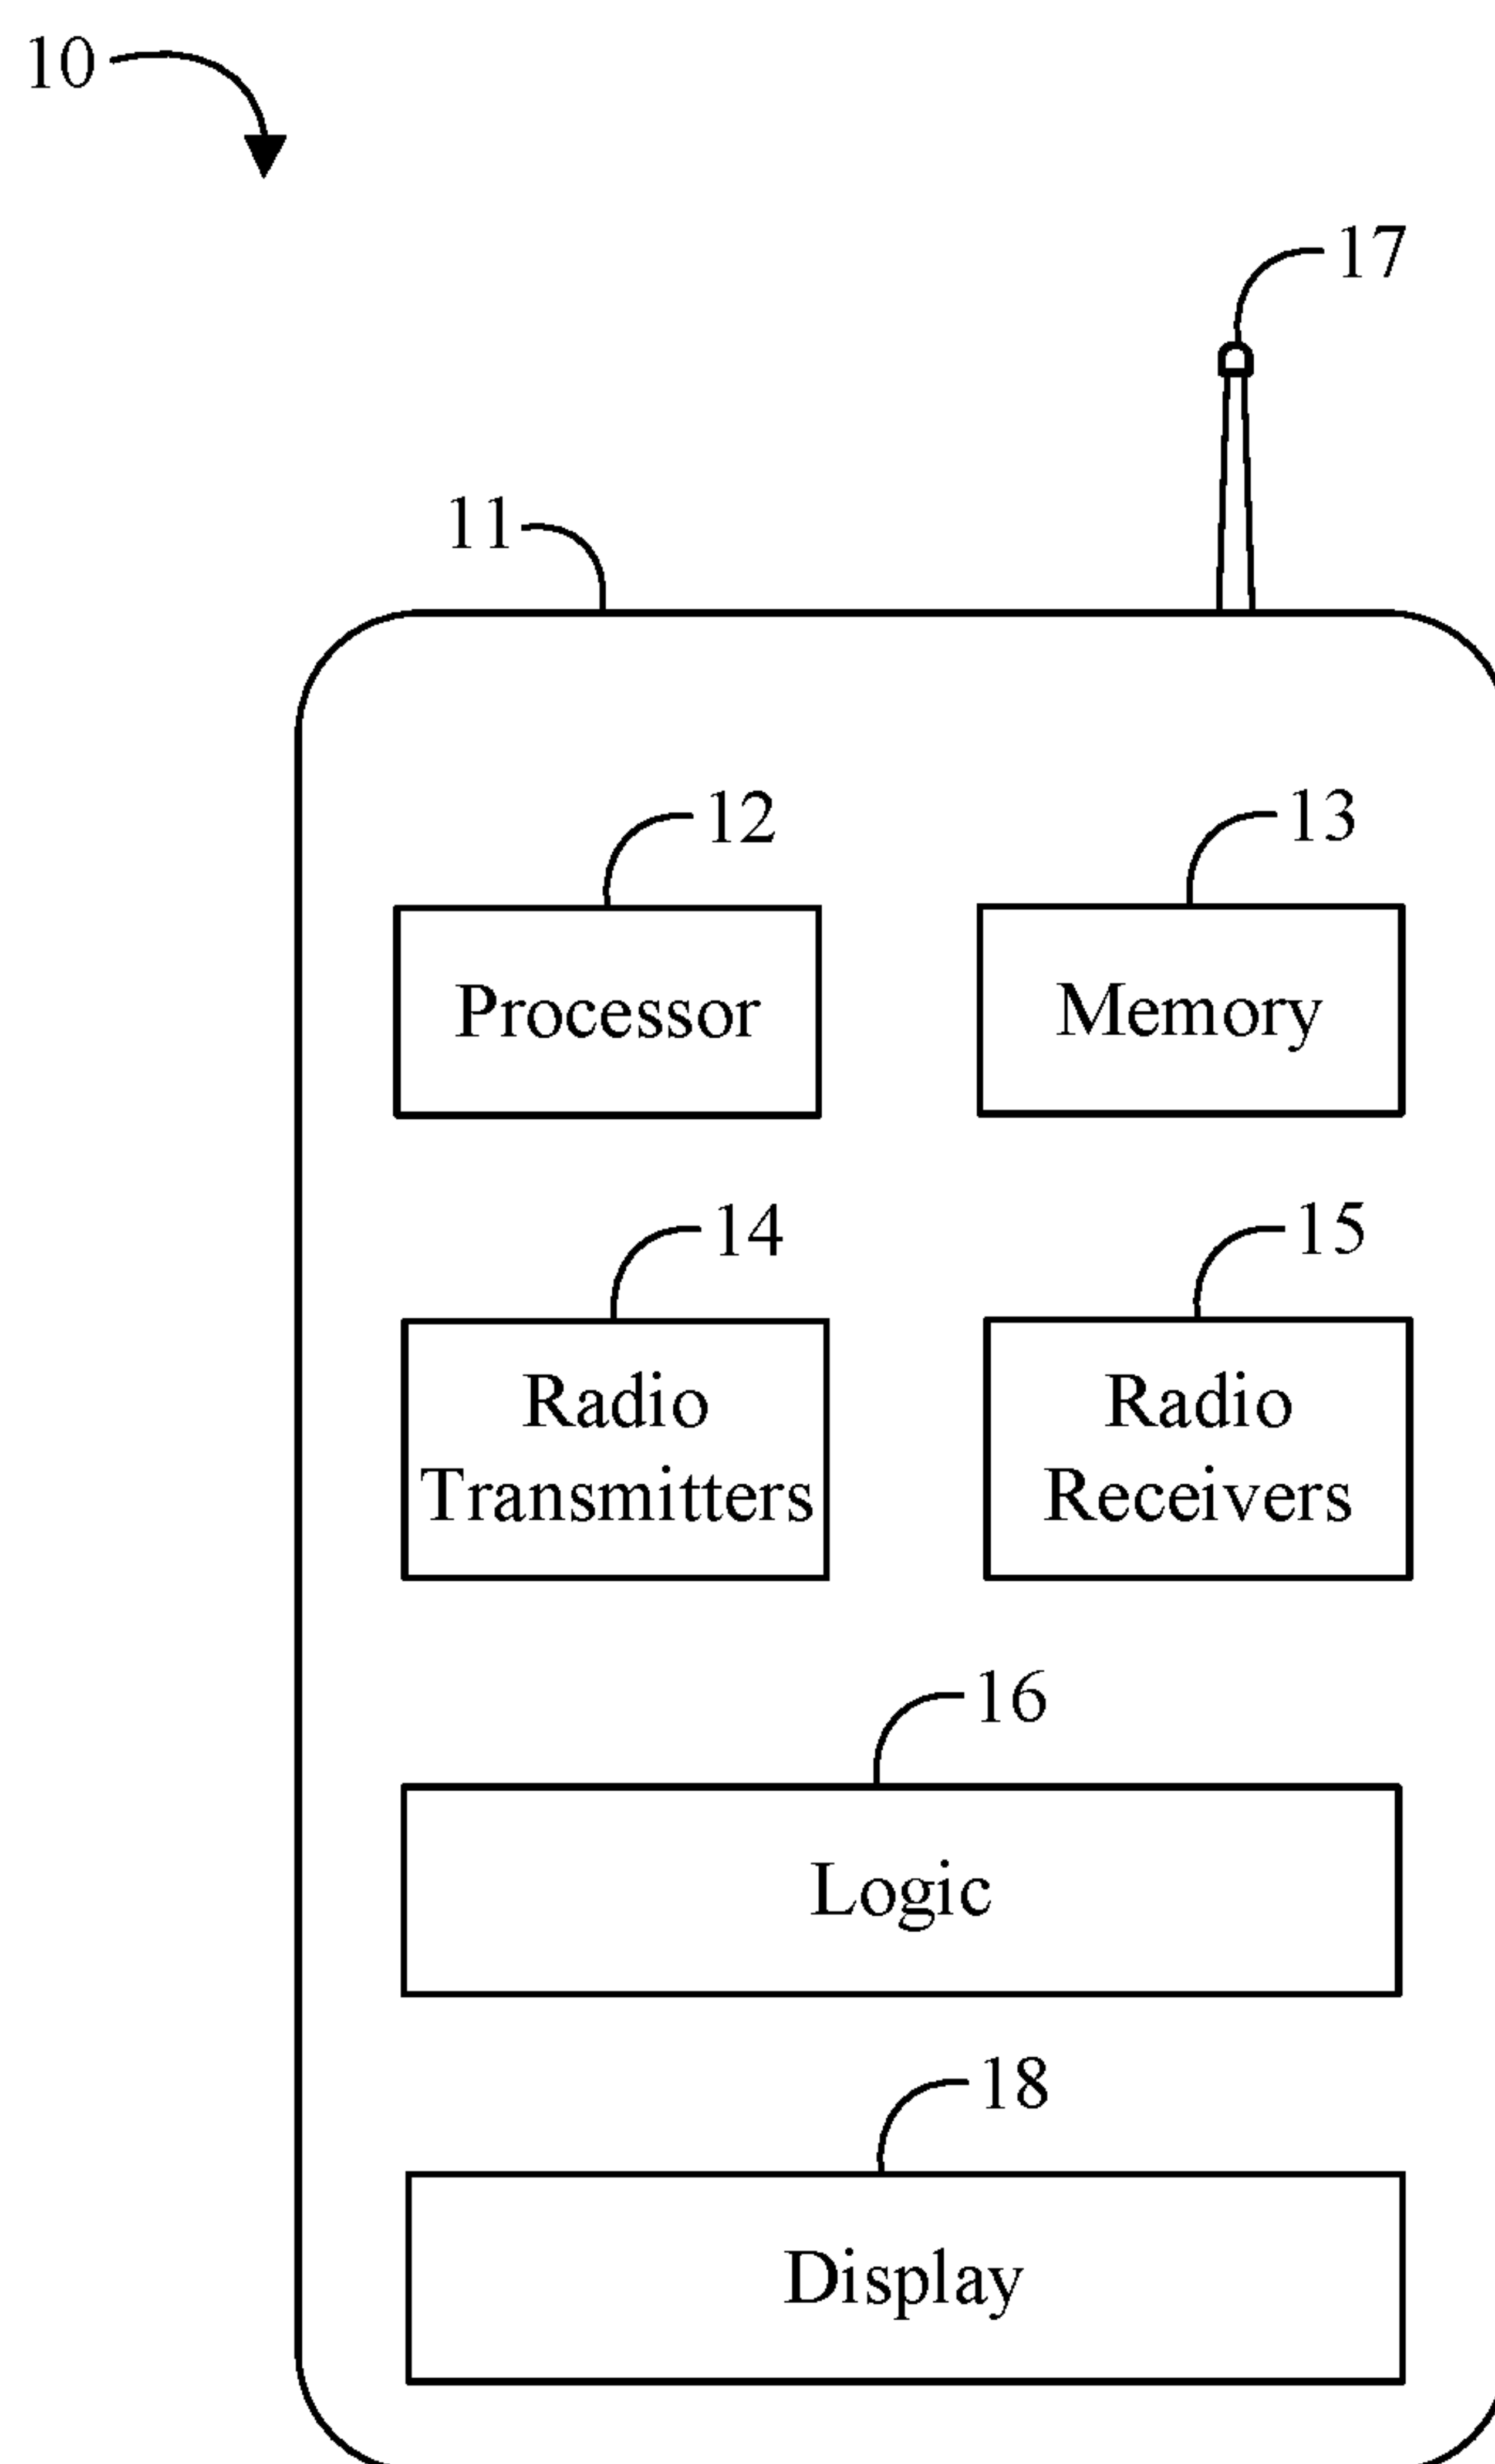 10
17
11
12
13
Processor
Memory
14
15
Radio
Transmitters
Radio
Receivers
16
Logic
18
Display